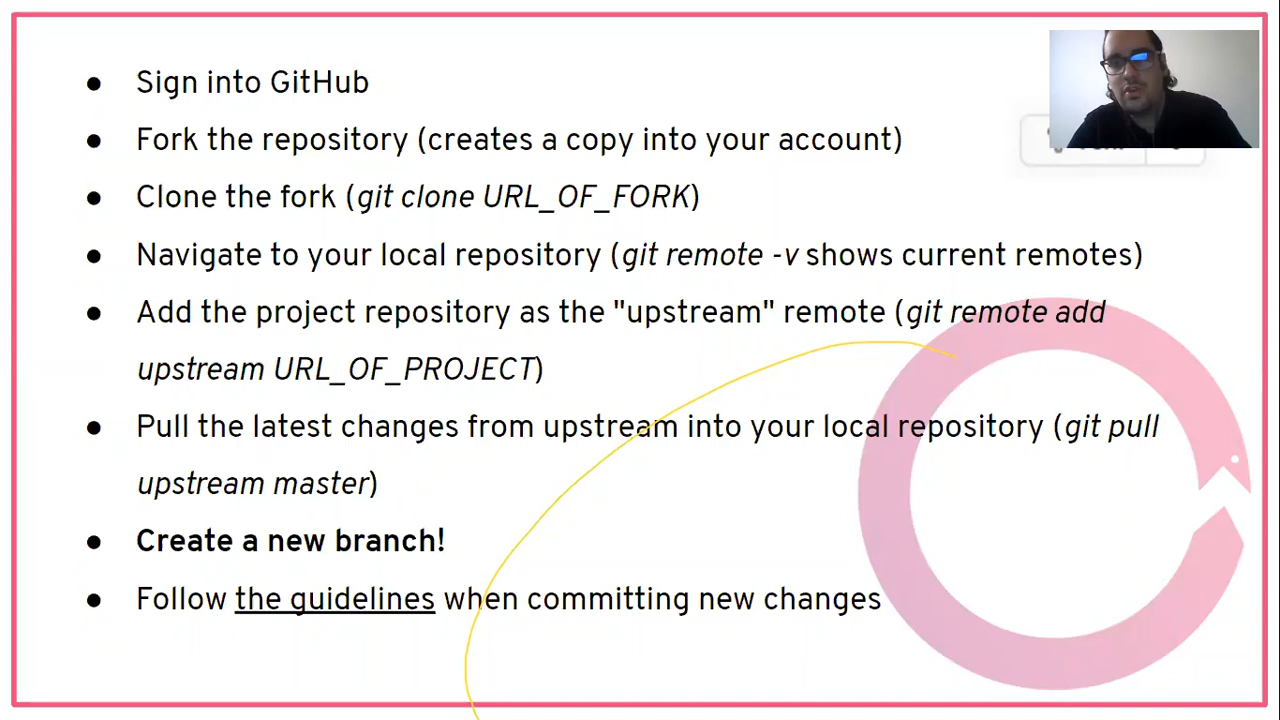 ● Sign into GitHub
● Fork the repository (creates a copy into your account)
● Clone the fork (git clone URL_OF_FORK)
● Navigate to your local repository (git remote -v shows current remotes)
● Add the project repository as the "upstream" remote (git remote add
upstream URL_OF_PROJECT)
● Pull the latest changes from upstream into your local repository (git pull
upstream master)
● Create a new branch!
● Follow the guidelines when committing new changes